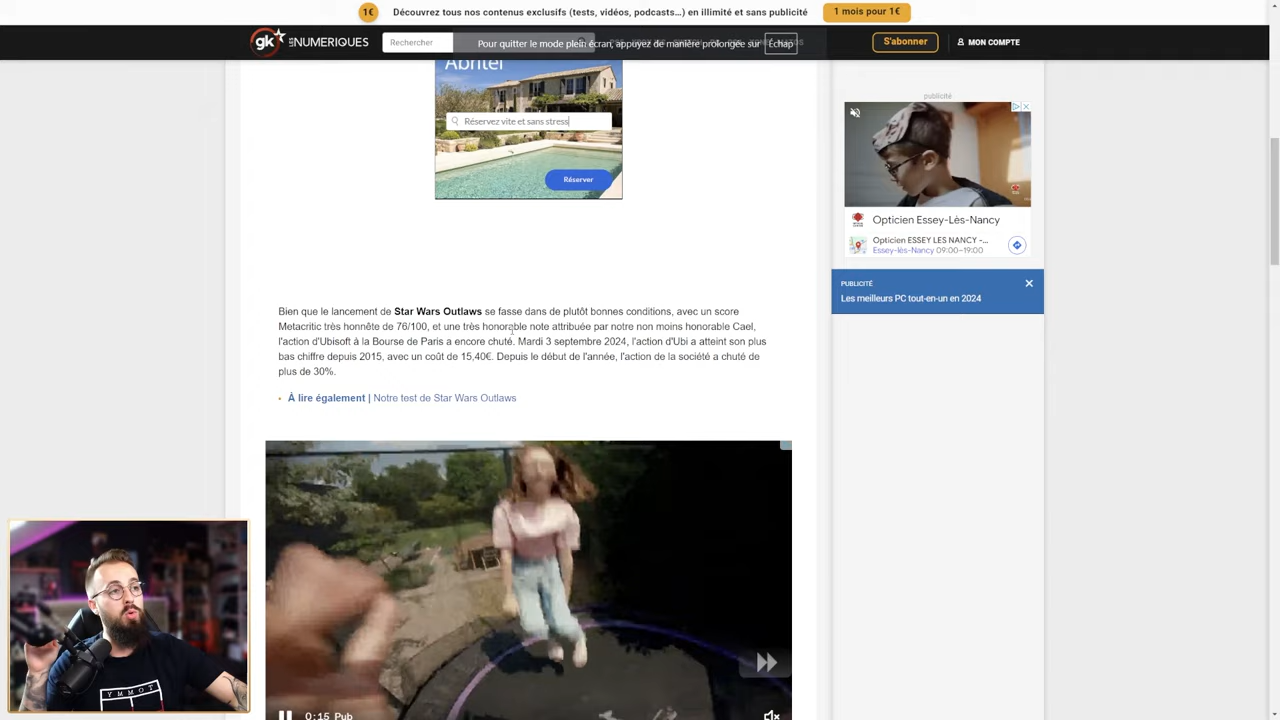 1€ Découvrez tous nos contenus exclusifs (tests, vidéos, podcasts...) en illimité et sans publicité 1 mois pour 1€
gk LES NUMERIQUES Rechercher Pour quitter le mode plein écran, appuyez de manière prolongée sur Echap S'abonner MON COMPTE
Abritel
Réservez vite et sans stress
Réserver
publicité
Opticien Essey-Lés-Nancy
Opticien ESSEY LES NANCY -...
Essey-lès-Nancy 09:00–19:00
PUBLICITÉ
Les meilleurs PC tout-en-un en 2024
Bien que le lancement de Star Wars Outlaws se fasse dans de plutôt bonnes conditions, avec un score
Metacritic très honnête de 76/100, et une très honorable note attribuée par notre non moins honorable Cael,
l'action d'Ubisoft à la Bourse de Paris a encore chuté. Mardi 3 septembre 2024, l'action d'Ubi a atteint son plus
bas chiffre depuis 2015, avec un coût de 15,40€. Depuis le début de l'année, l'action de la société a chuté de
plus de 30%.
• À lire également | Notre test de Star Wars Outlaws
0:15 Pub
YMMOT